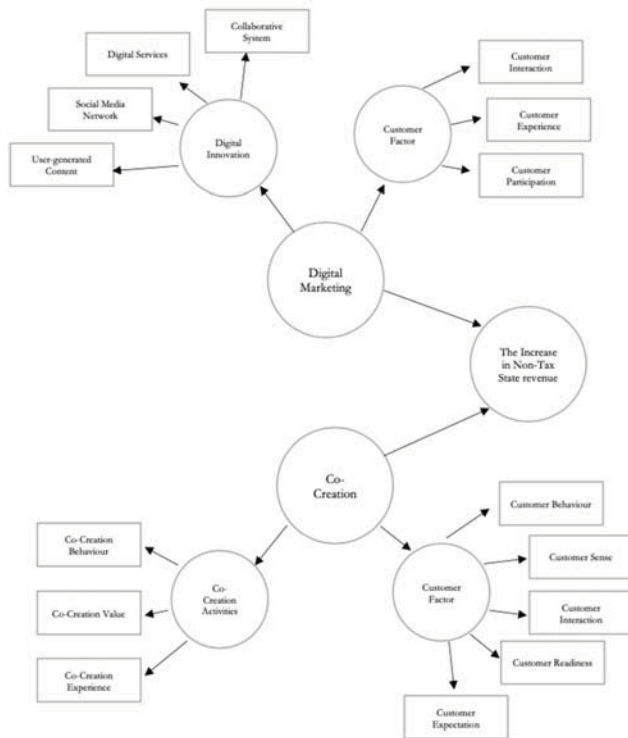 Collaborative
System
Digital Services
Social Media
Network
User-generated
Content
Digital
Innovation
Customer
Interaction
Customer
Experience
Customer
Participation
Customer
Factor
Digital
Marketing
The Increase
in Non-Tax
State revenue
Co-
Creation
Co-Creation
Behaviour
Co-Creation Value
Co-Creation
Experience
Co-
Creation
Activities
Customer Behaviour
Customer Sense
Customer
Interaction
Customer Readiness
Customer
Expectation
Customer
Factor